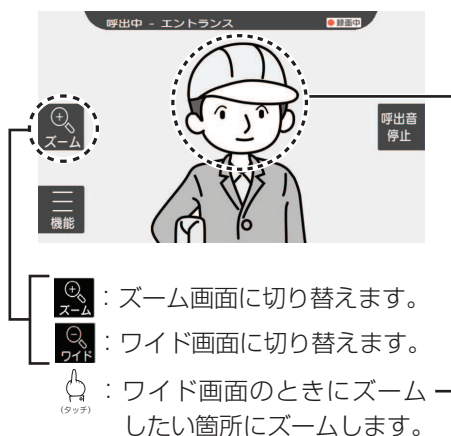 呼出中 - エントランス
●録画中
ズーム
呼出音
停止
機能
ズーム
：ズーム画面に切り替えます。
ワイド
：ワイド画面に切り替えます。
(タッチ)
：ワイド画面のときにズーム
したい箇所にズームします。